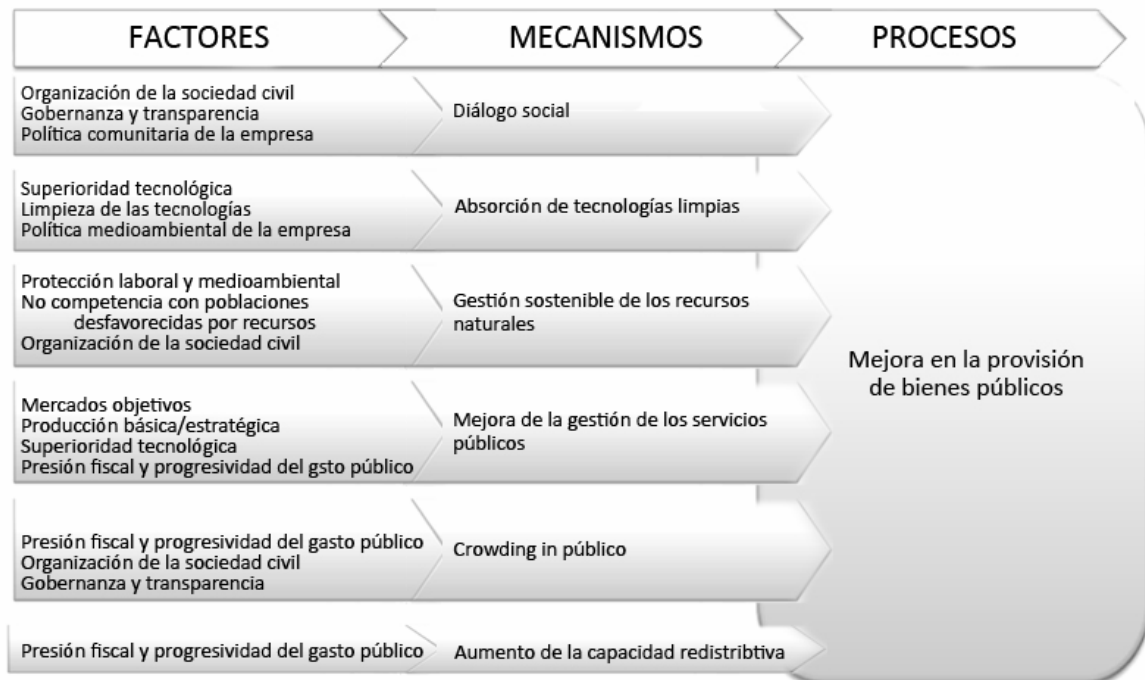 FACTORES
MECANISMOS
PROCESOS
Organización de la sociedad civil
Gobernanza y transparencia
Política comunitaria de la empresa
Diálogo social
Superioridad tecnológica
Limpieza de las tecnologías
Política medioambiental de la empresa
Absorción de tecnologías limpias
Protección laboral y medioambiental
No competencia con poblaciones
desfavorecidas por recursos
Organización de la sociedad civil
Gestión sostenible de los recursos
naturales
Mercados objetivos
Producción básica/estratégica
Superioridad tecnológica
Presión fiscal y progresividad del gsto público
Mejora de la gestión de los servicios
públicos
Presión fiscal y progresividad del gasto público
Organización de la sociedad civil
Gobernanza y transparencia
Crowding in público
Presión fiscal y progresividad del gasto público
Aumento de la capacidad redistribtiva
Mejora en la provisión
de bienes públicos